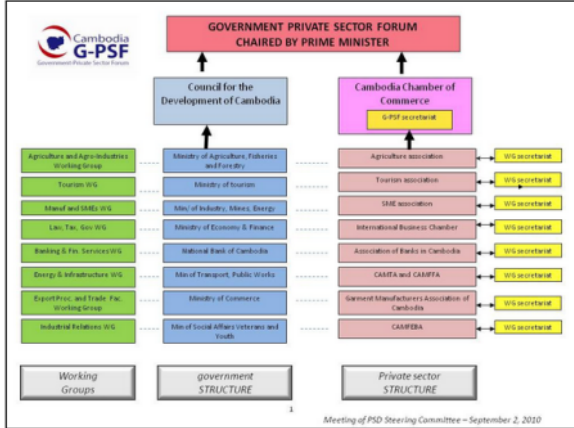 Cambodia
G-PSF
Government-Private Sector Forum
GOVERNMENT PRIVATE SECTOR FORUM
CHAIRED BY PRIME MINISTER
Council for the
Development of Cambodia
Cambodia Chamber of
Commerce
G-PSF secretariat
Agriculture and Agro-Industries
Working Group
Ministry of Agriculture, Fisheries
and Forestry
Agriculture association
WG secretariat
Tourism WG
Ministry of tourism
Tourism association
WG secretariat
Manuf and SMEs WG
Min/ of Industry, Mines, Energy
SME association
WG secretariat
Law, Tax, Gov WG
Ministry of Economy & Finance
International Business Chamber
WG secretariat
Banking & Fin. Services WG
National Bank of Cambodia
Association of Banks in Cambodia
WG secretariat
Energy & Infrastructure WG
Min of Transport, Public Works
CAMTA and CAMFFA
WG secretariat
Export Proc. and Trade Fac.
Working Group
Ministry of Commerce
Garment Manufacturers Association of
Cambodia
WG secretariat
Industrial Relations WG
Min of Social Affairs Veterans and
Youth
CAMFEBA
WG secretariat
Working
Groups
government
STRUCTURE
Private sector
STRUCTURE
1
Meeting of PSD Steering Committee – September 2, 2010